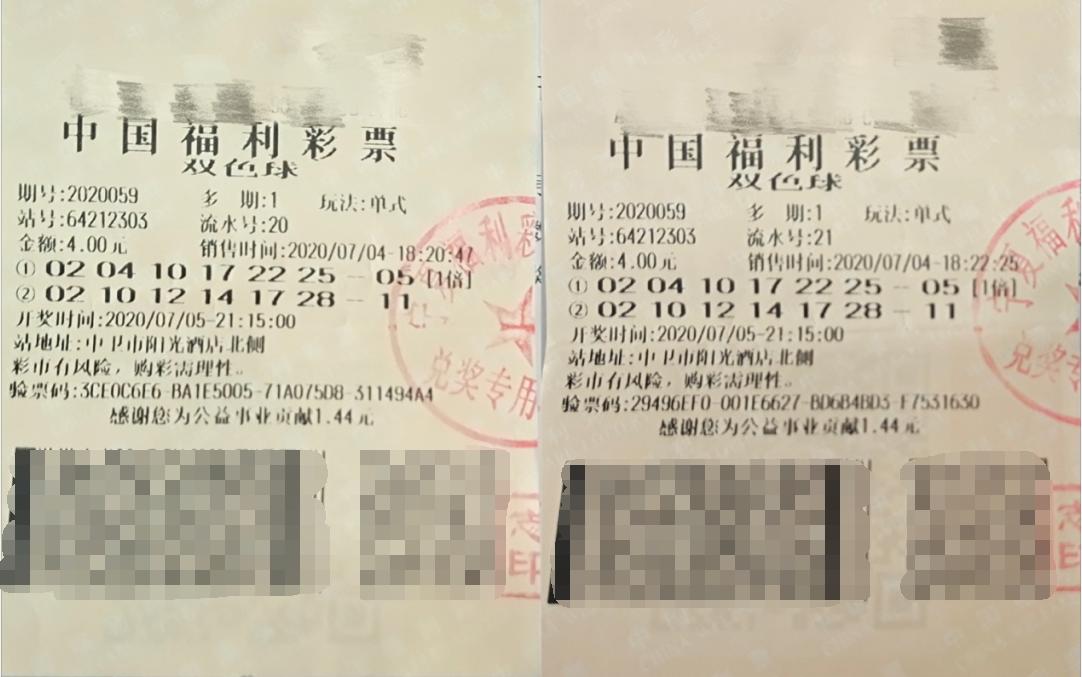 中国福利彩票
双色球
期号:2020059 多 期:1 玩法:单式
站号:64212303 流水号:20
金额:4.00元 销售时间:2020/07/04-18:20:47
① 02 04 10 17 22 25 - 05 [1倍]
② 02 10 12 14 17 28 - 11
开奖时间:2020/07/05-21:15:00
站地址:中卫市阳光酒店北侧
彩市有风险，购彩需理性。
验票码:3CE0C6E6-BA1E5005-71A075D8-311494A4
感谢您为公益事业贡献1.44元
福利彩
兑奖专用
中国福利彩票
双色球
期号:2020059 多 期:1 玩法:单式
站号:64212303 流水号:21
金额:4.00元 销售时间:2020/07/04-18:22:25
① 02 04 10 17 22 25 - 05 [1倍]
② 02 10 12 14 17 28 - 11
开奖时间:2020/07/05-21:15:00
站地址:中卫市阳光酒店北侧
彩市有风险，购彩需理性。
验票码:29496EF0-001E6627-BD6B4BD3-F7531630
感谢您为公益事业贡献1.44元
宁夏福利
兑奖专